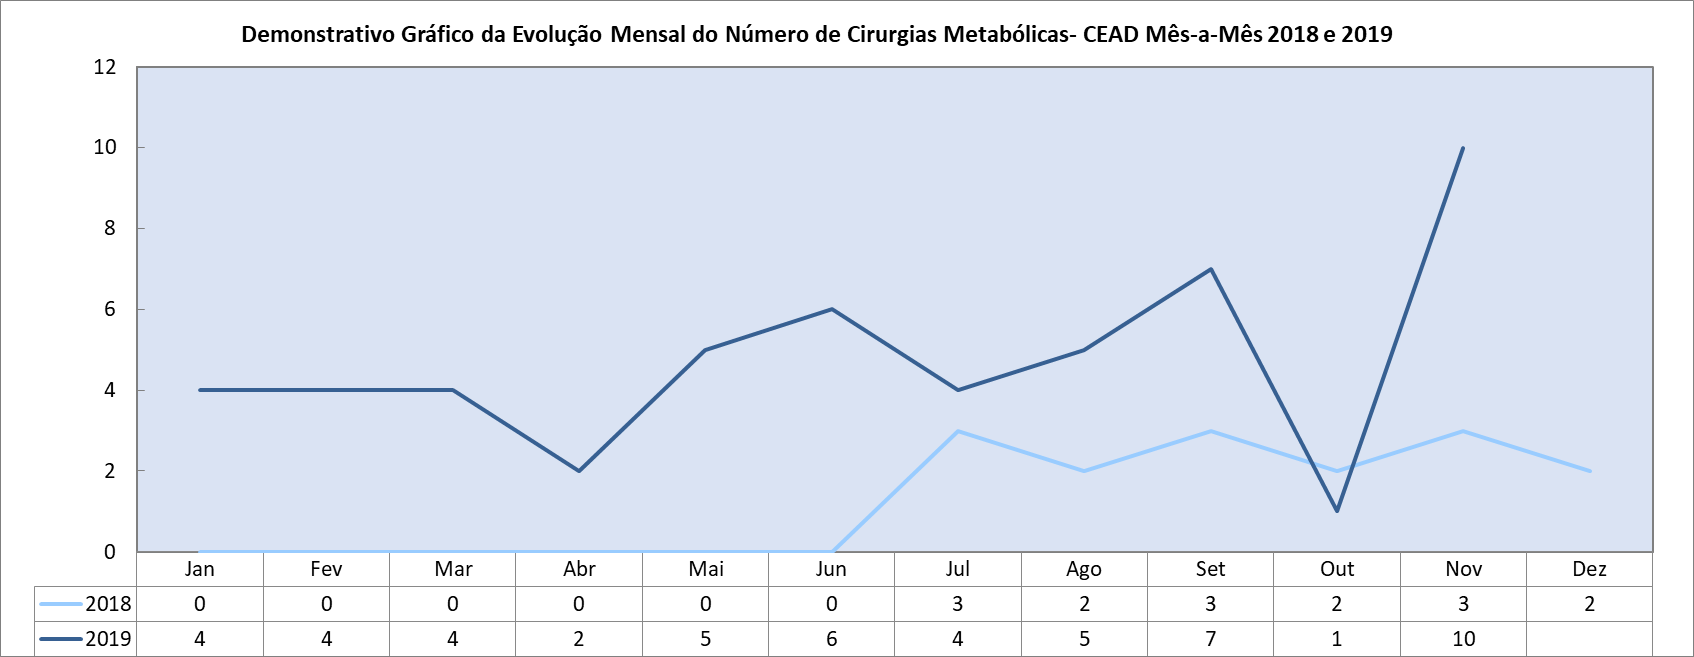 Demonstrativo Gráfico da Evolução Mensal do Número de Cirurgias Metabólicas- CEAD Mês-a-Mês 2018 e 2019
12
10
8
6
4
2
0
Jan Fev Mar Abr Mai Jun Jul Ago Set Out Nov Dez
2018 0 0 0 0 0 0 3 2 3 2 3 2
2019 4 4 4 2 5 6 4 5 7 1 10